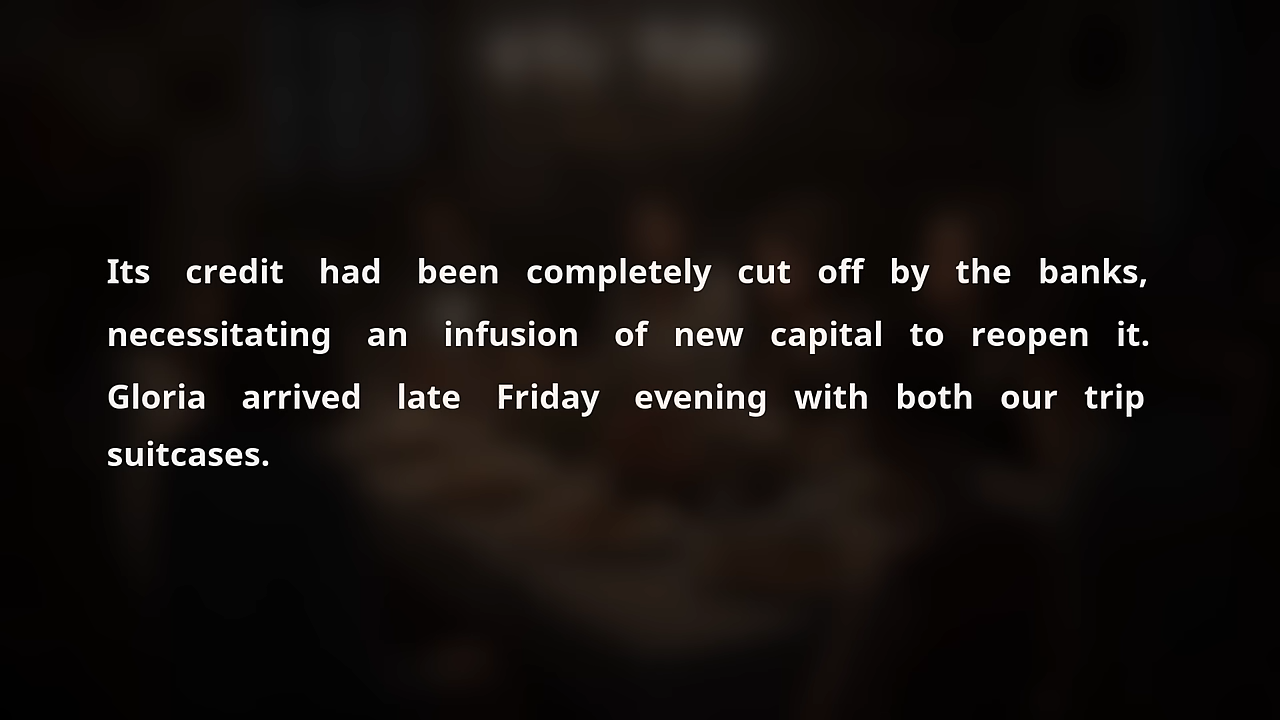 Its credit had been completely cut off by the banks,
necessitating an infusion of new capital to reopen it.
Gloria arrived late Friday evening with both our trip
suitcases.